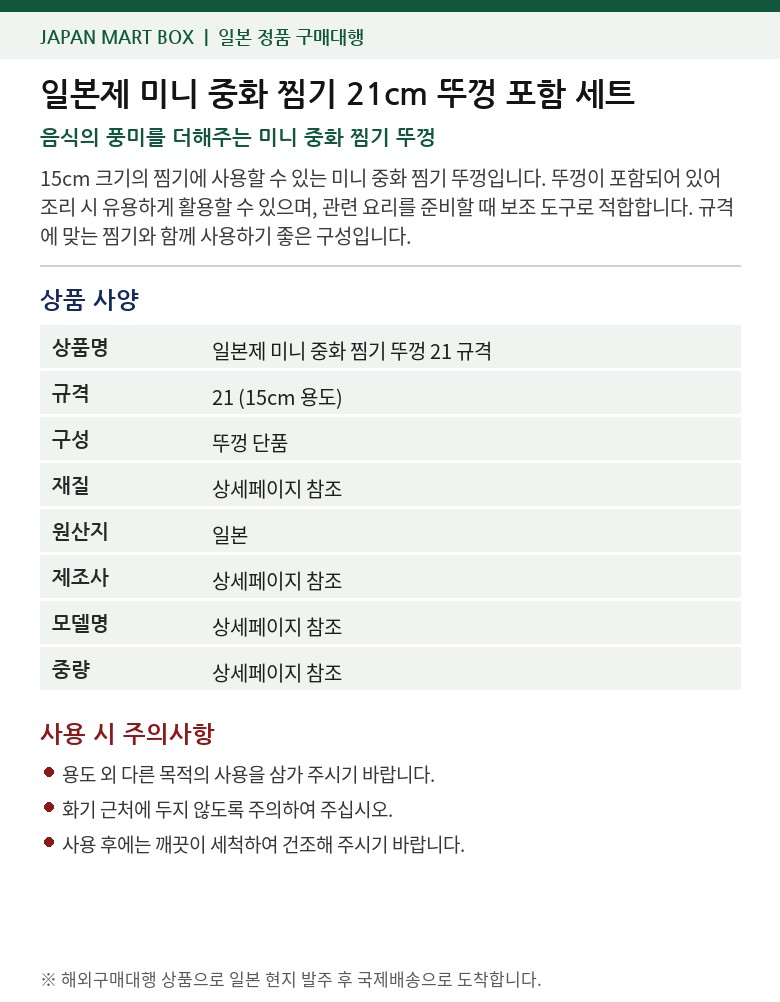 JAPAN MART BOX | 일본 정품 구매대행
일본제 미니 중화 찜기 21cm 뚜껑 포함 세트
음식의 풍미를 더해주는 미니 중화 찜기 뚜껑
15cm 크기의 찜기에 사용할 수 있는 미니 중화 찜기 뚜껑입니다. 뚜껑이 포함되어 있어
조리 시 유용하게 활용할 수 있으며, 관련 요리를 준비할 때 보조 도구로 적합합니다. 규격
에 맞는 찜기와 함께 사용하기 좋은 구성입니다.
상품 사양
상품명 일본제 미니 중화 찜기 뚜껑 21 규격
규격 21 (15cm 용도)
구성 뚜껑 단품
재질 상세페이지 참조
원산지 일본
제조사 상세페이지 참조
모델명 상세페이지 참조
중량 상세페이지 참조
사용 시 주의사항
● 용도 외 다른 목적의 사용을 삼가 주시기 바랍니다.
● 화기 근처에 두지 않도록 주의하여 주십시오.
● 사용 후에는 깨끗이 세척하여 건조해 주시기 바랍니다.
※ 해외구매대행 상품으로 일본 현지 발주 후 국제배송으로 도착합니다.